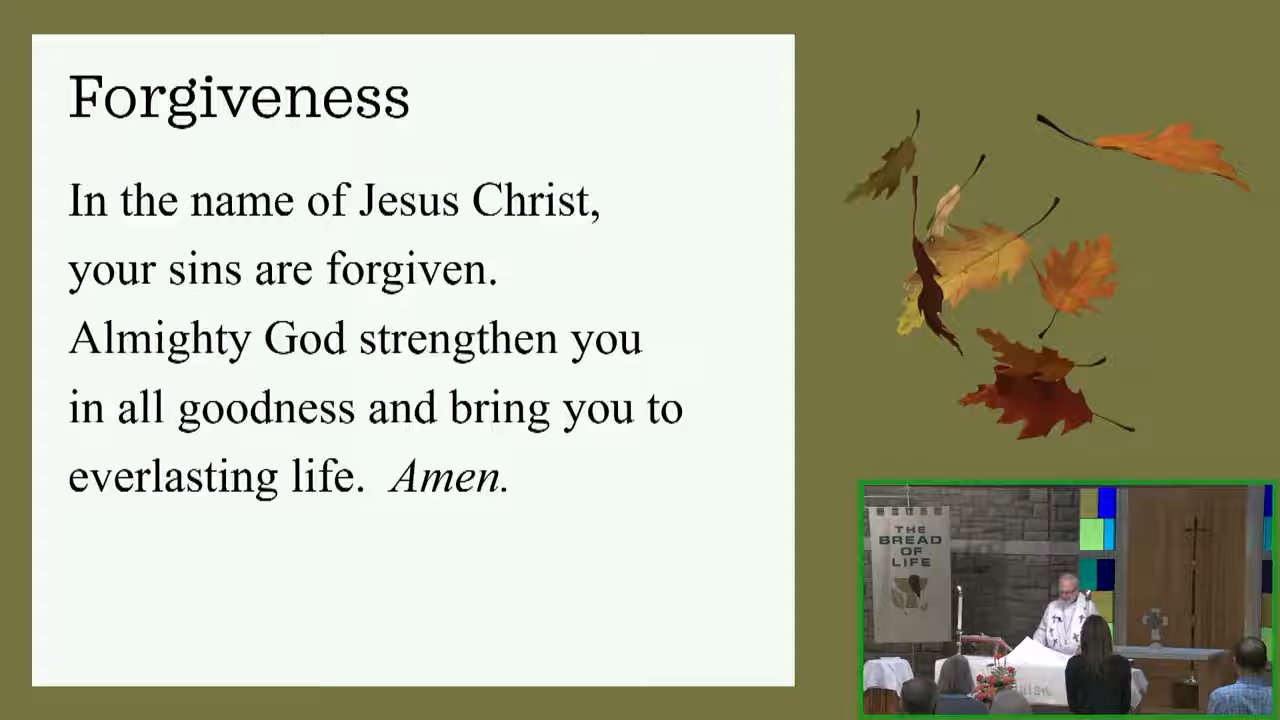 Forgiveness
In the name of Jesus Christ,
your sins are forgiven.
Almighty God strengthen you
in all goodness and bring you to
everlasting life. Amen.
THE
BREAD
OF
LIFE